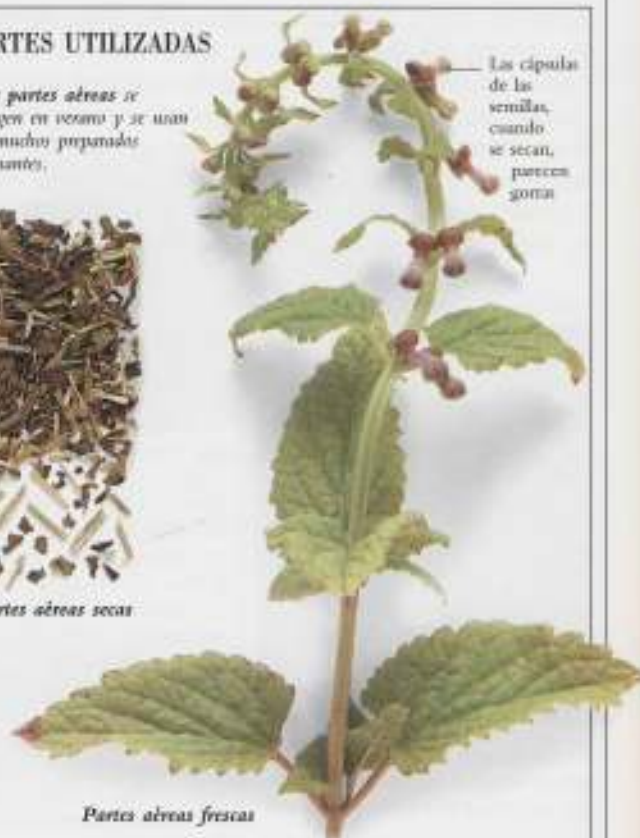 RTES UTILIZADAS
partes aéreas se
gen en verano y se usan
muchos preparados
antes.
Las cápsulas
de las
semillas,
cuando
se secan,
parecen
gorras
rtes aéreas secas
Partes aéreas frescas